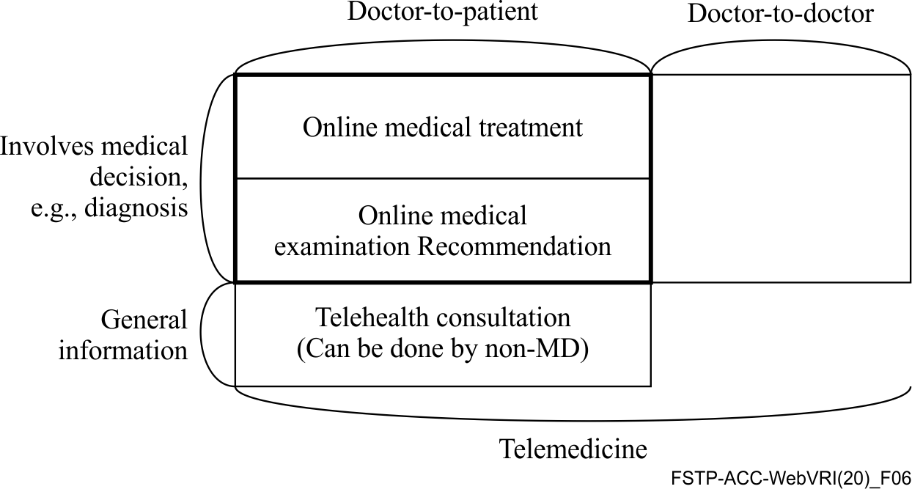 Doctor-to-patient
Doctor-to-doctor
Involves medical
decision,
e.g., diagnosis
Online medical treatment
Online medical
examination Recommendation
General
information
Telehealth consultation
(Can be done by non-MD)
Telemedicine
FSTP-ACC-WebVRI(20)_F06